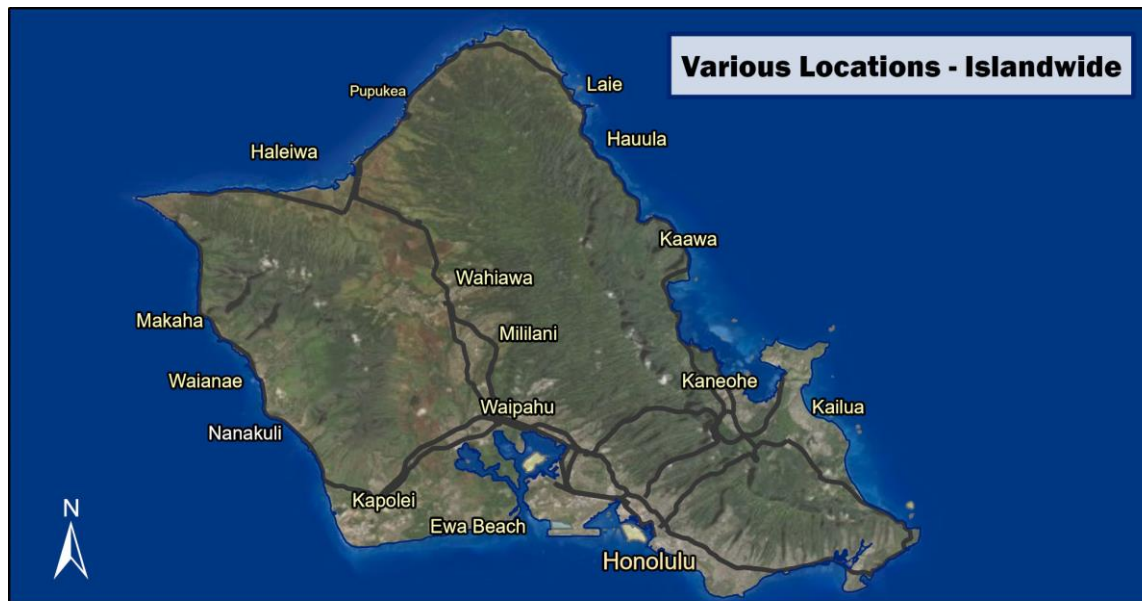 Various Locations - Islandwide
Laie
Pupukea
Hauula
Haleiwa
Kaawa
Wahiawa
Makaha
Mililani
Waianae
Kaneohe
Waipahu
Kailua
Nanakuli
Kapolei
N
Ewa Beach
Honolulu